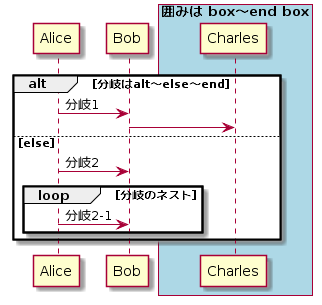 囲みは box～end box
Alice
Bob
Charles
alt
[分岐はalt～else～end]
分岐1
[else]
分岐2
loop
[分岐のネスト]
分岐2-1
Alice
Bob
Charles